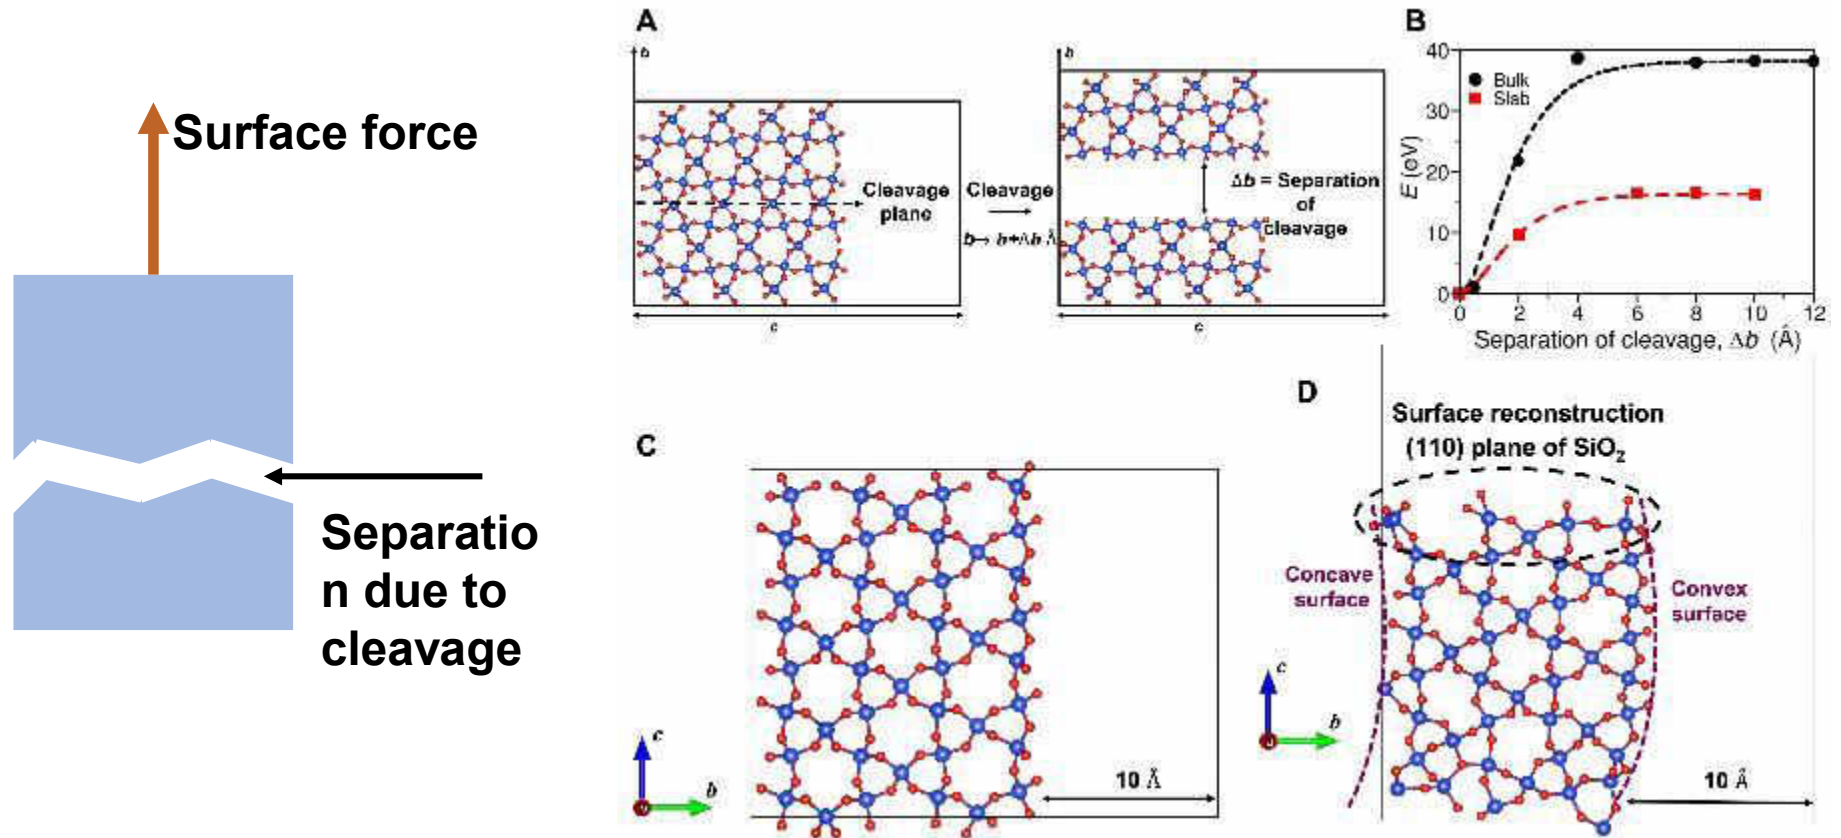 Surface force
Separatio
n due to
cleavage
A
b
Cleavage
plane
c
Cleavage
b→ b+Δb Å
b
Δb = Separation
of
cleavage
c
B
40
30
20
10
0
E (eV)
Bulk
Slab
0 2 4 6 8 10 12
Separation of cleavage, Δb (Å)
C
c
b
10 Å
D
Surface reconstruction
(110) plane of SiO₂
Concave
surface
Convex
surface
c
b
10 Å